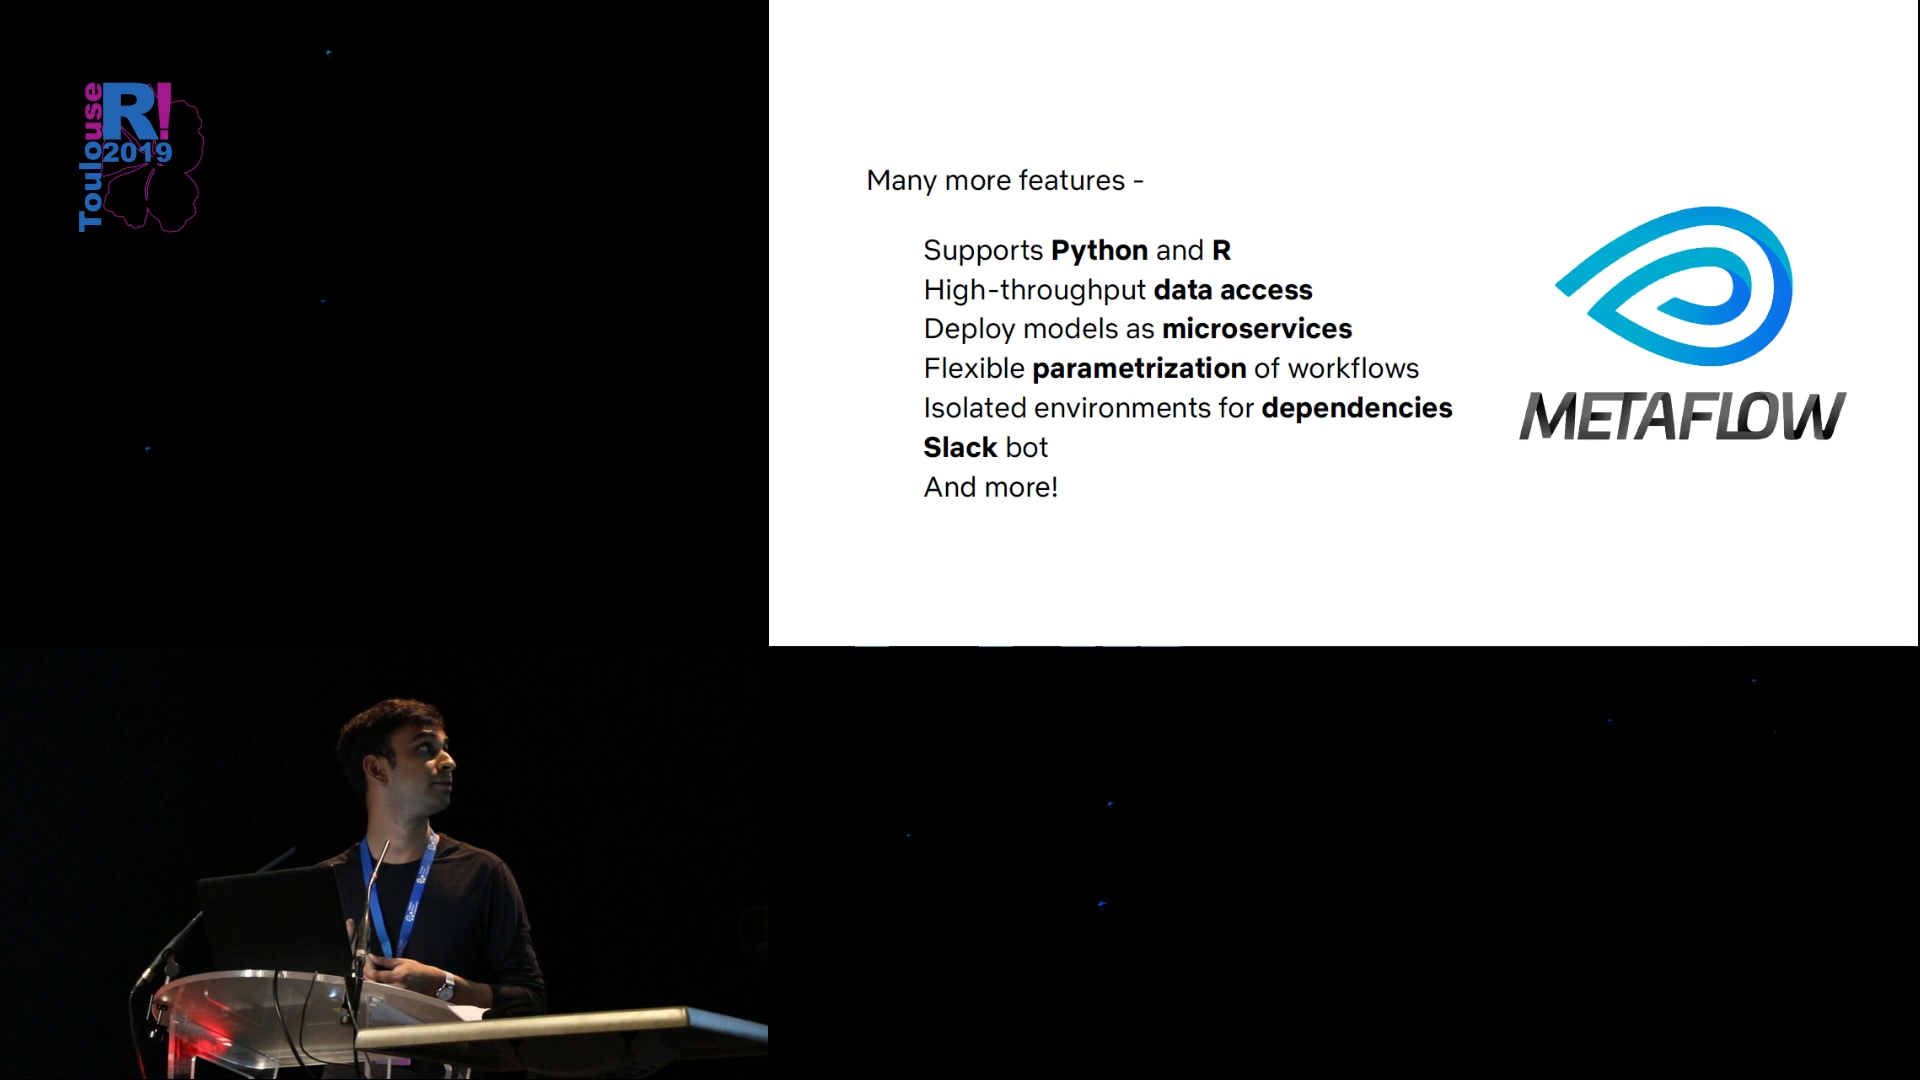 Toulouse
R!
2019
Many more features -
Supports Python and R
High-throughput data access
Deploy models as microservices
Flexible parametrization of workflows
Isolated environments for dependencies
Slack bot
And more!
METAFLOW